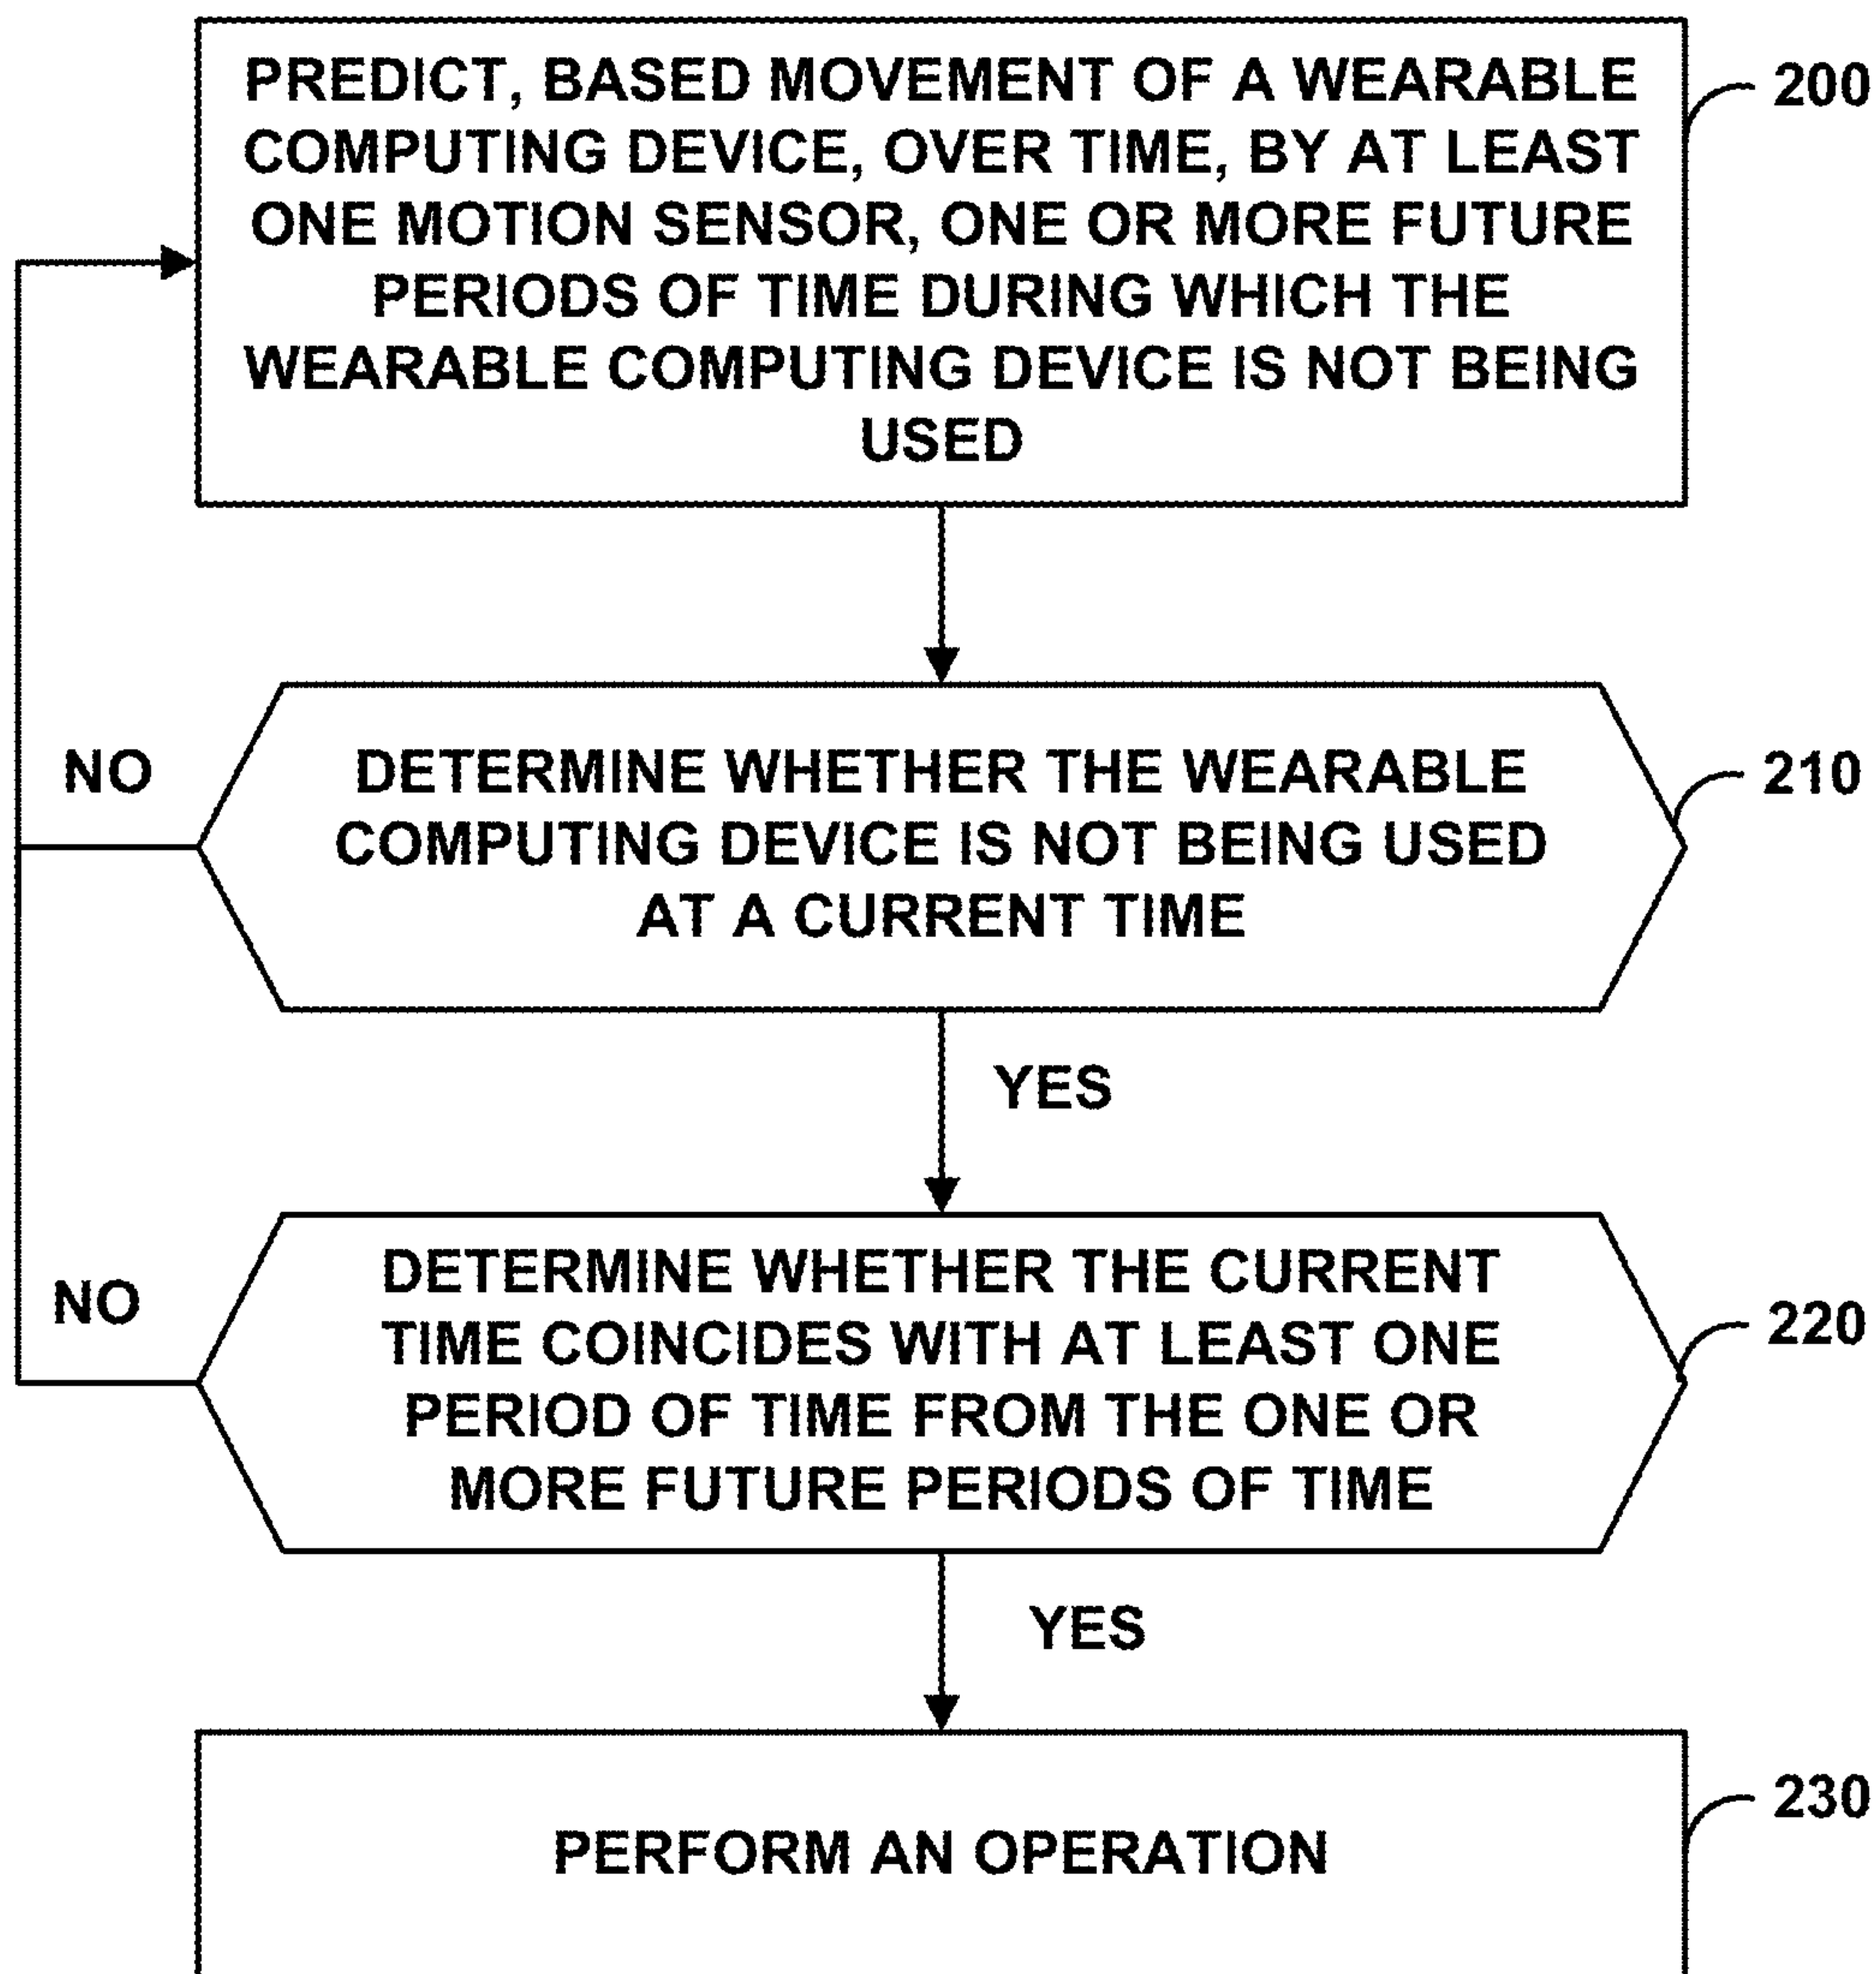 PREDICT, BASED MOVEMENT OF A WEARABLE
COMPUTING DEVICE, OVER TIME, BY AT LEAST
ONE MOTION SENSOR, ONE OR MORE FUTURE
PERIODS OF TIME DURING WHICH THE
WEARABLE COMPUTING DEVICE IS NOT BEING
USED
200
NO
DETERMINE WHETHER THE WEARABLE
COMPUTING DEVICE IS NOT BEING USED
AT A CURRENT TIME
210
YES
NO
DETERMINE WHETHER THE CURRENT
TIME COINCIDES WITH AT LEAST ONE
PERIOD OF TIME FROM THE ONE OR
MORE FUTURE PERIODS OF TIME
220
YES
PERFORM AN OPERATION
230